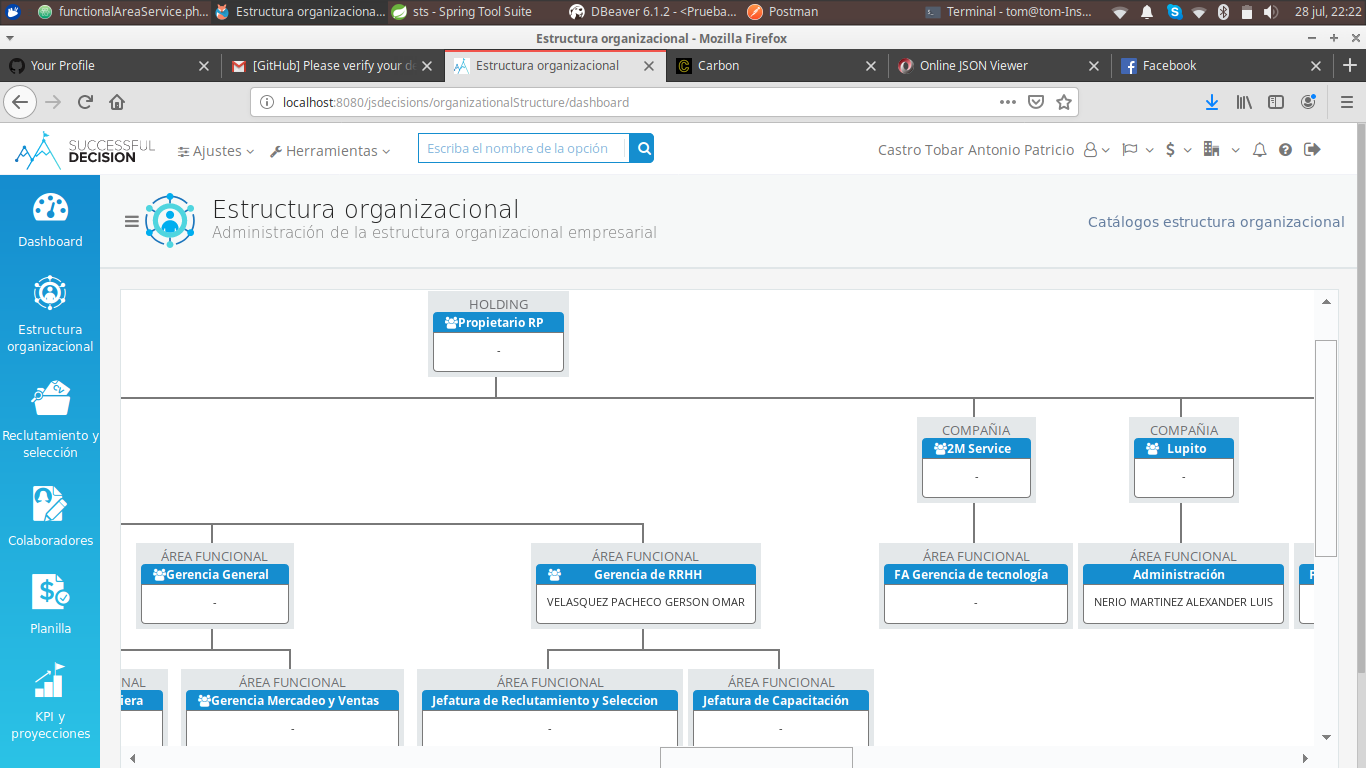 functionalAreaService.ph...
Estructura organizaciona...
sts - Spring Tool Suite
DBeaver 6.1.2 - <Prueba...
Postman
Terminal - tom@tom-Ins...
28 jul, 22:22
Estructura organizacional - Mozilla Firefox
Your Profile
[GitHub] Please verify your de
Estructura organizacional
Carbon
Online JSON Viewer
Facebook
localhost:8080/jsdecisions/organizationalStructure/dashboard
SUCCESSFUL
DECISION
Ajustes
Herramientas
Escriba el nombre de la opción
Castro Tobar Antonio Patricio
Dashboard
Estructura
organizacional
Reclutamiento y
selección
Colaboradores
Planilla
KPI y
proyecciones
Estructura organizacional
Administración de la estructura organizacional empresarial
Catálogos estructura organizacional
HOLDING
Propietario RP
-
COMPAÑIA
2M Service
-
COMPAÑIA
Lupito
-
ÁREA FUNCIONAL
Gerencia General
-
ÁREA FUNCIONAL
Gerencia de RRHH
VELASQUEZ PACHECO GERSON OMAR
ÁREA FUNCIONAL
FA Gerencia de tecnología
-
ÁREA FUNCIONAL
Administración
NERIO MARTINEZ ALEXANDER LUIS
NAL
iera
ÁREA FUNCIONAL
Gerencia Mercadeo y Ventas
-
ÁREA FUNCIONAL
Jefatura de Reclutamiento y Seleccion
-
ÁREA FUNCIONAL
Jefatura de Capacitación
-